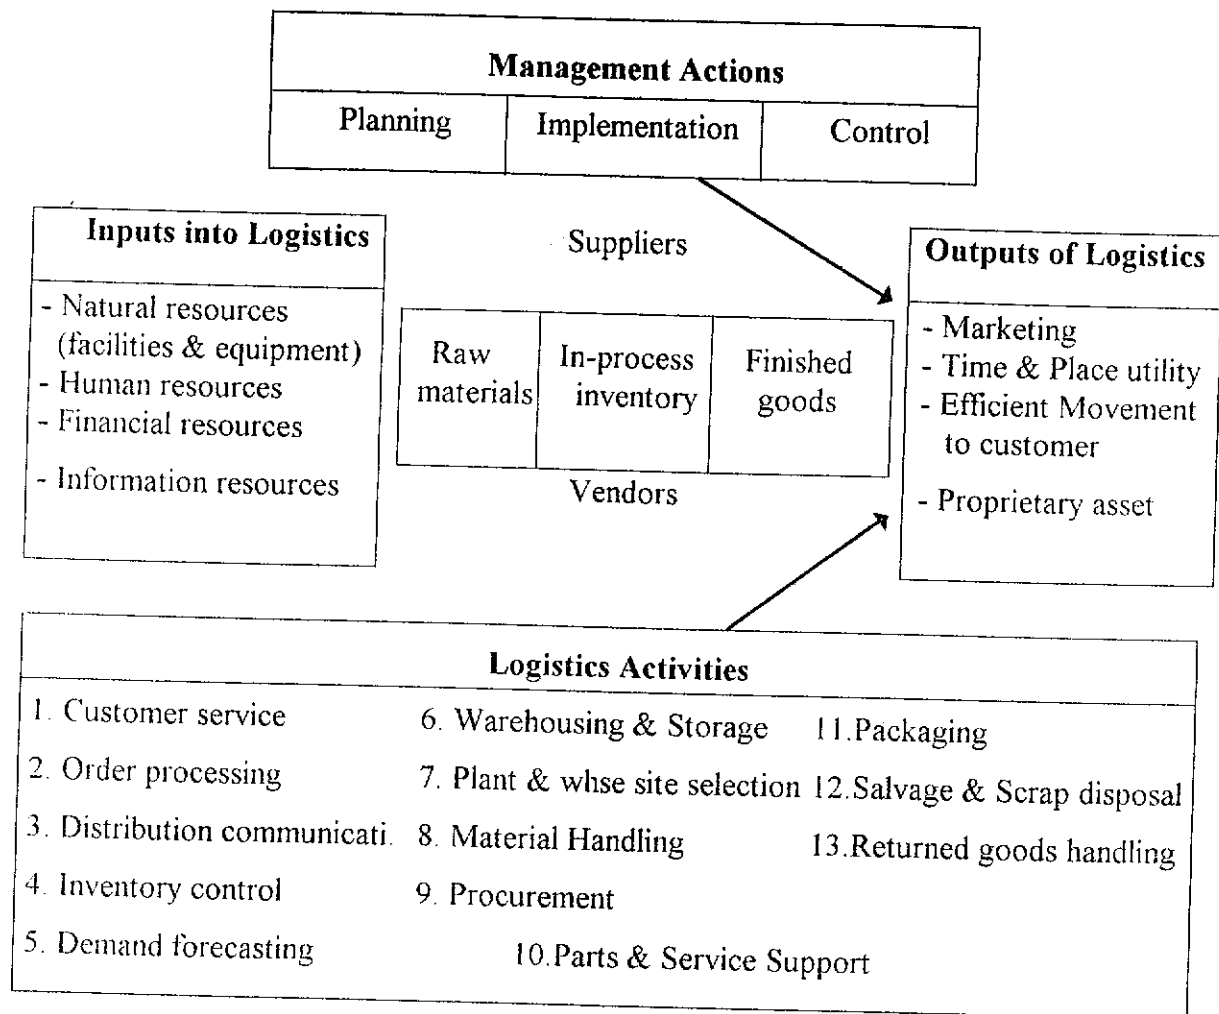 Management Actions
Planning
Implementation
Control
Inputs into Logistics
- Natural resources
(facilities & equipment)
- Human resources
- Financial resources
- Information resources
Suppliers
Raw
materials
In-process
inventory
Finished
goods
Vendors
Outputs of Logistics
- Marketing
- Time & Place utility
- Efficient Movement
to customer
- Proprietary asset
Logistics Activities
1. Customer service
2. Order processing
3. Distribution communicati.
4. Inventory control
5. Demand forecasting
6. Warehousing & Storage
7. Plant & whse site selection
8. Material Handling
9. Procurement
10.Parts & Service Support
11.Packaging
12.Salvage & Scrap disposal
13.Returned goods handling